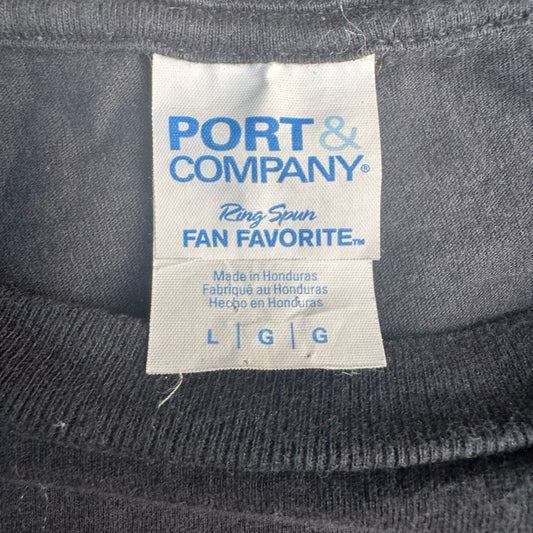 PORT &
COMPANY®
Ring Spun
FAN FAVORITE™
Made in Honduras
Fabriqué au Honduras
Hecho en Honduras
L | G | G